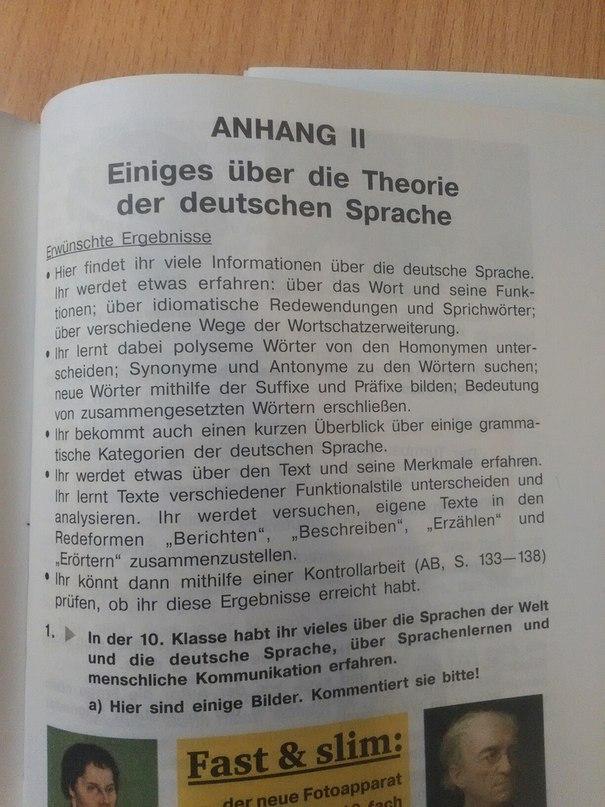 ANHANG II
Einiges über die Theorie
der deutschen Sprache
Erwünschte Ergebnisse
• Hier findet ihr viele Informationen über die deutsche Sprache.
Ihr werdet etwas erfahren: über das Wort und seine Funk-
tionen; über idiomatische Redewendungen und Sprichwörter;
über verschiedene Wege der Wortschatzerweiterung.
• Ihr lernt dabei polyseme Wörter von den Homonymen unter-
scheiden; Synonyme und Antonyme zu den Wörtern suchen;
neue Wörter mithilfe der Suffixe und Präfixe bilden; Bedeutung
von zusammengesetzten Wörtern erschließen.
• Ihr bekommt auch einen kurzen Überblick über einige gramma-
tische Kategorien der deutschen Sprache.
• Ihr werdet etwas über den Text und seine Merkmale erfahren.
Ihr lernt Texte verschiedener Funktionalstile unterscheiden und
analysieren. Ihr werdet versuchen, eigene Texte in den
Redeformen „Berichten“, „Beschreiben“, „Erzählen“ und
„Erörtern“ zusammenzustellen.
• Ihr könnt dann mithilfe einer Kontrollarbeit (AB, S. 133—138)
prüfen, ob ihr diese Ergebnisse erreicht habt.
1. ▶ In der 10. Klasse habt ihr vieles über die Sprachen der Welt
und die deutsche Sprache, über Sprachenlernen und
menschliche Kommunikation erfahren.
a) Hier sind einige Bilder. Kommentiert sie bitte!
Fast & slim:
der neue Fotoapparat
fach